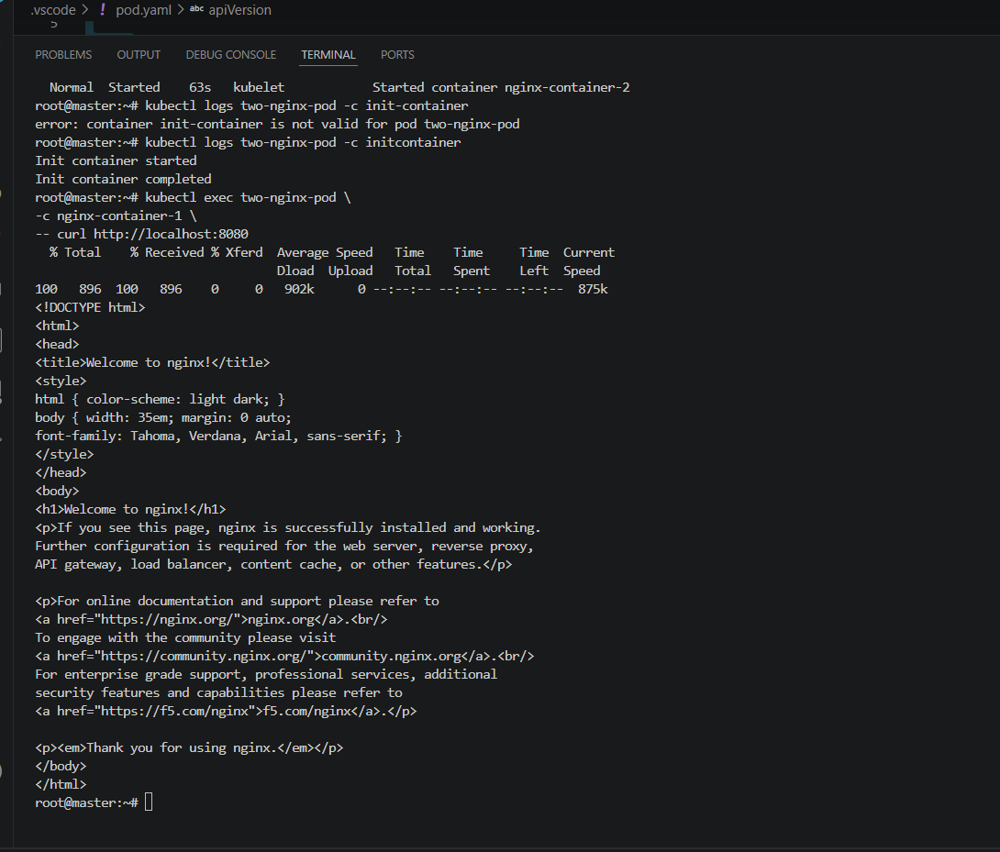 .vscode > ! pod.yaml > abc apiVersion
5
PROBLEMS OUTPUT DEBUG CONSOLE TERMINAL PORTS
  Normal  Started    63s   kubelet            Started container nginx-container-2
root@master:~# kubectl logs two-nginx-pod -c init-container
error: container init-container is not valid for pod two-nginx-pod
root@master:~# kubectl logs two-nginx-pod -c initcontainer
Init container started
Init container completed
root@master:~# kubectl exec two-nginx-pod \
-c nginx-container-1 \
-- curl http://localhost:8080
  % Total    % Received % Xferd  Average Speed   Time    Time     Time  Current
                                 Dload  Upload   Total   Spent    Left  Speed
100   896  100   896    0     0   902k      0 --:--:-- --:--:-- --:--:--  875k
<!DOCTYPE html>
<html>
<head>
<title>Welcome to nginx!</title>
<style>
html { color-scheme: light dark; }
body { width: 35em; margin: 0 auto;
font-family: Tahoma, Verdana, Arial, sans-serif; }
</style>
</head>
<body>
<h1>Welcome to nginx!</h1>
<p>If you see this page, nginx is successfully installed and working.
Further configuration is required for the web server, reverse proxy,
API gateway, load balancer, content cache, or other features.</p>

<p>For online documentation and support please refer to
<a href="https://nginx.org/">nginx.org</a>.<br/>
To engage with the community please visit
<a href="https://community.nginx.org/">community.nginx.org</a>.<br/>
For enterprise grade support, professional services, additional
security features and capabilities please refer to
<a href="https://f5.com/nginx">f5.com/nginx</a>.</p>

<p><em>Thank you for using nginx.</em></p>
</body>
</html>
root@master:~#